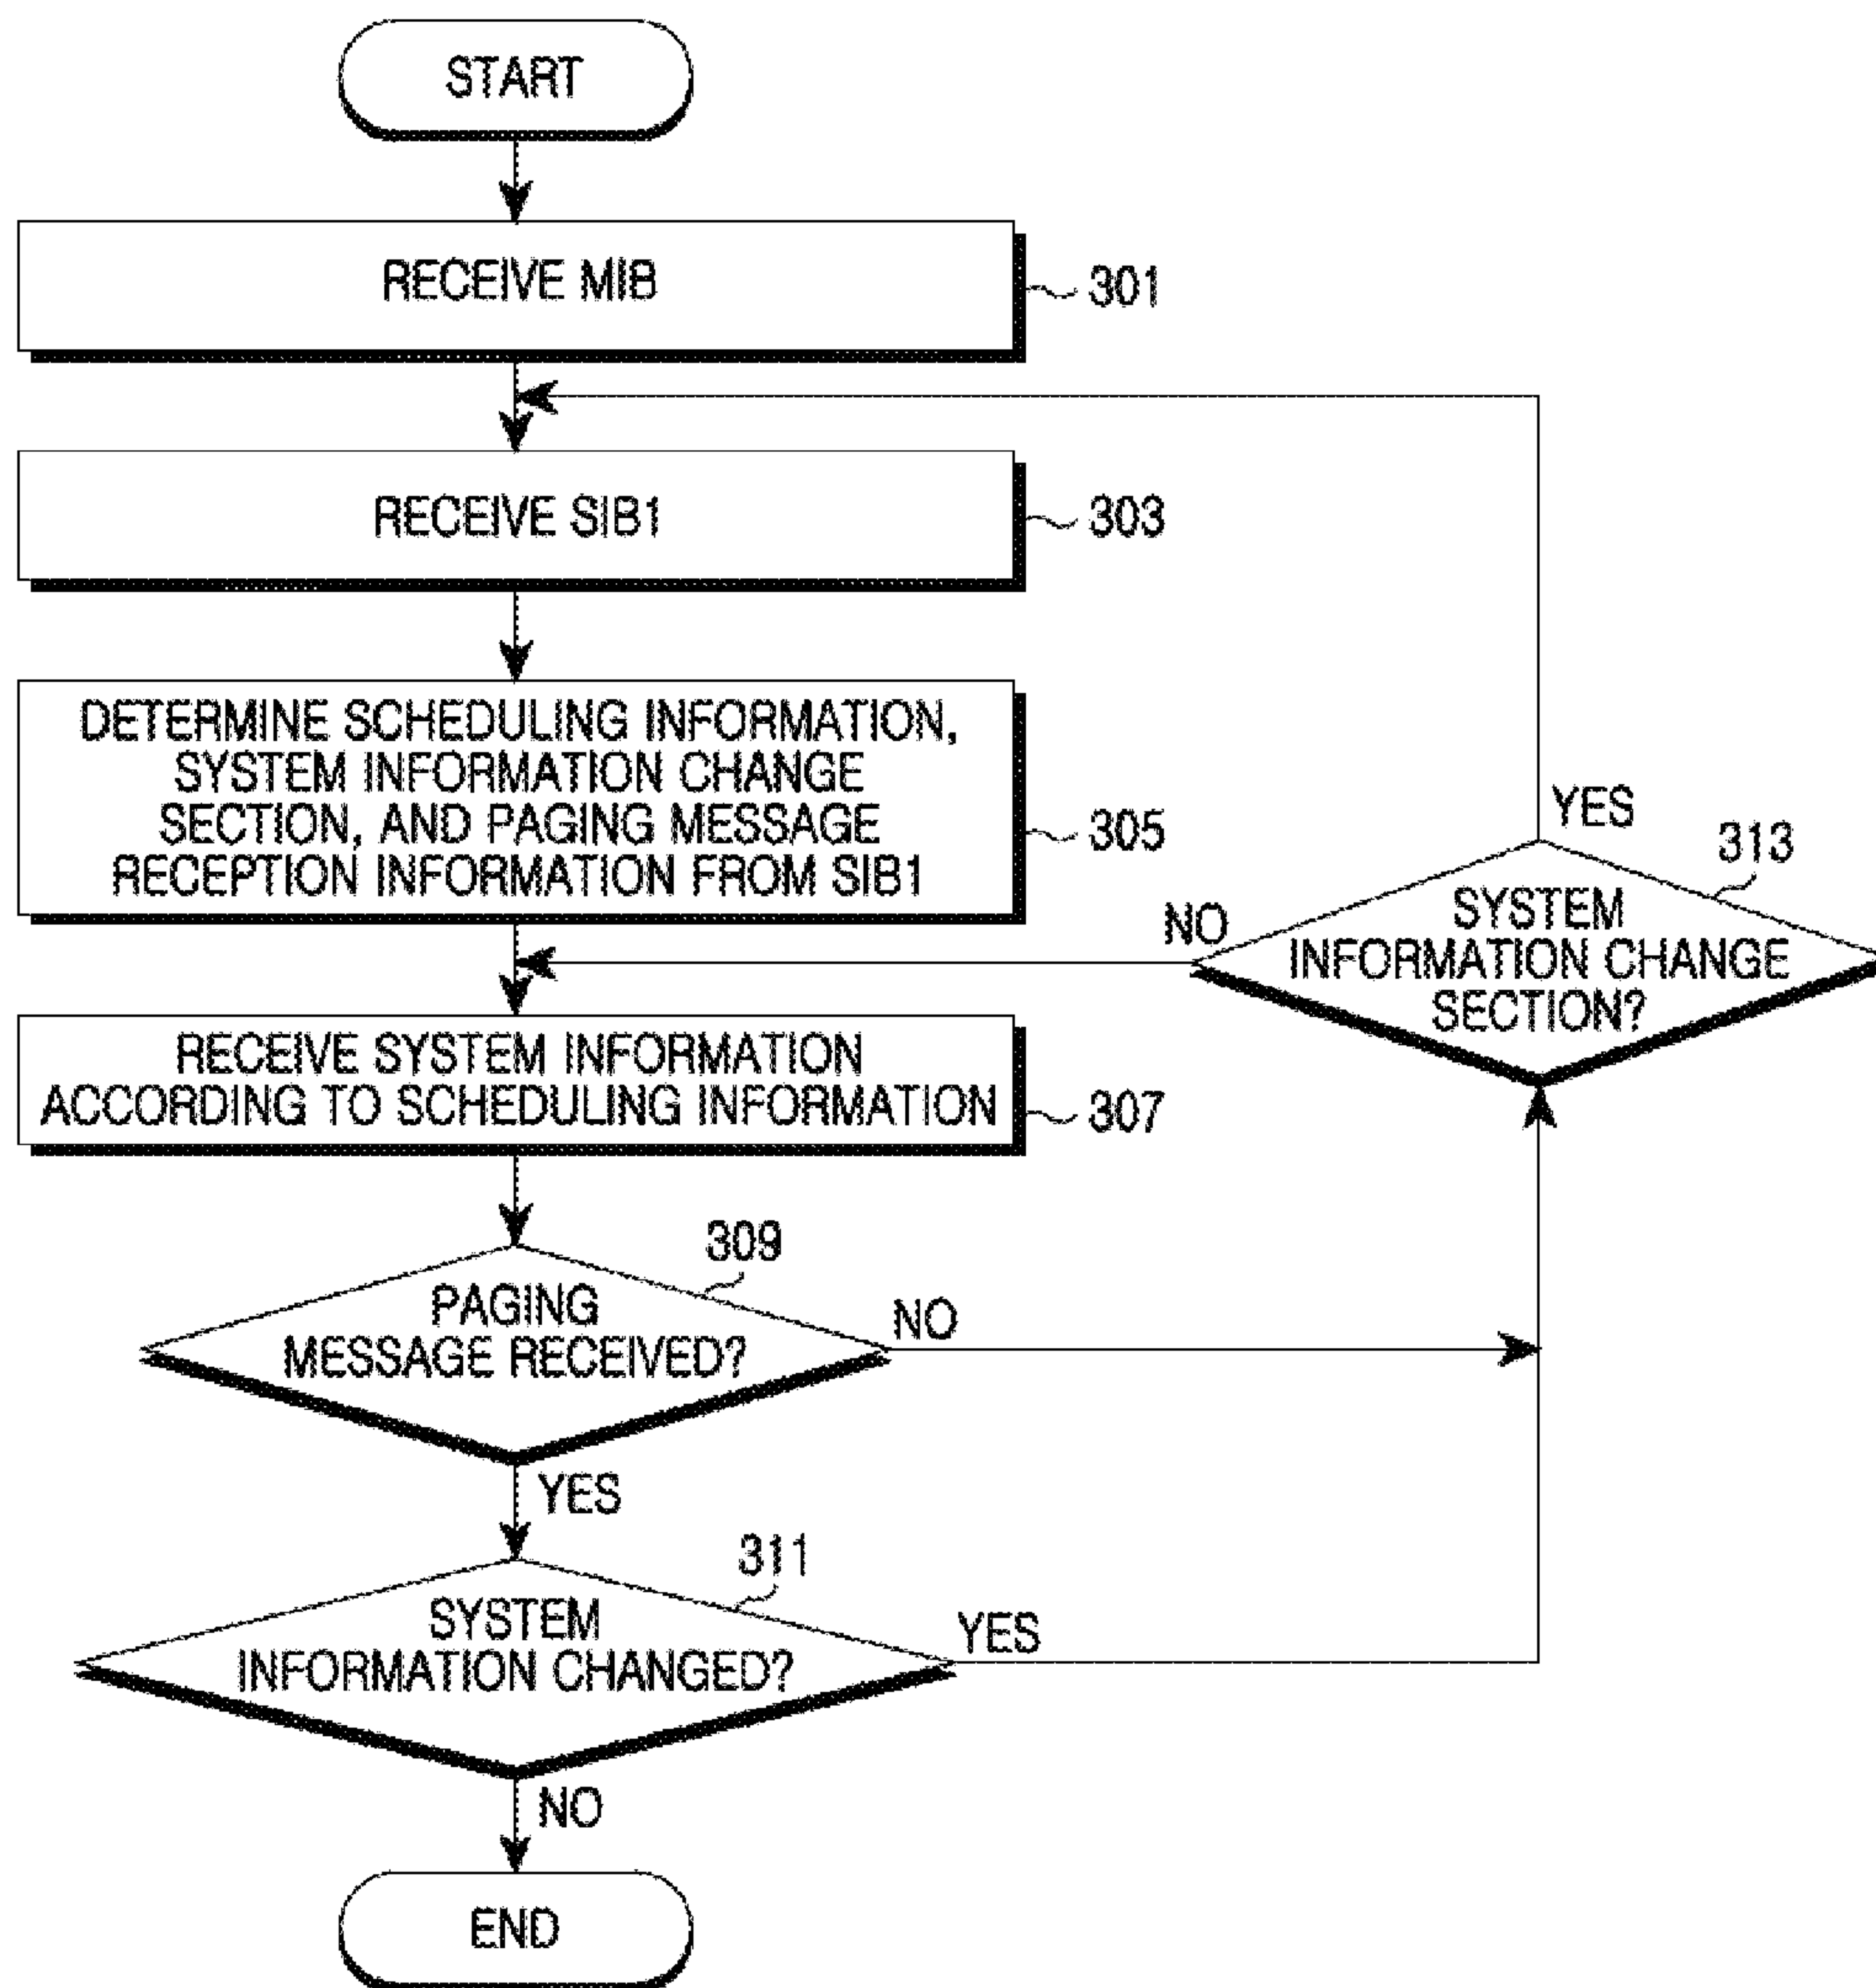 START
RECEIVE MIB
301
RECEIVE SIB1
303
DETERMINE SCHEDULING INFORMATION,
SYSTEM INFORMATION CHANGE
SECTION, AND PAGING MESSAGE
RECEPTION INFORMATION FROM SIB1
305
YES
313
NO
SYSTEM
INFORMATION CHANGE
SECTION?
RECEIVE SYSTEM INFORMATION
ACCORDING TO SCHEDULING INFORMATION
307
309
PAGING
MESSAGE RECEIVED?
NO
YES
311
SYSTEM
INFORMATION CHANGED?
YES
NO
END